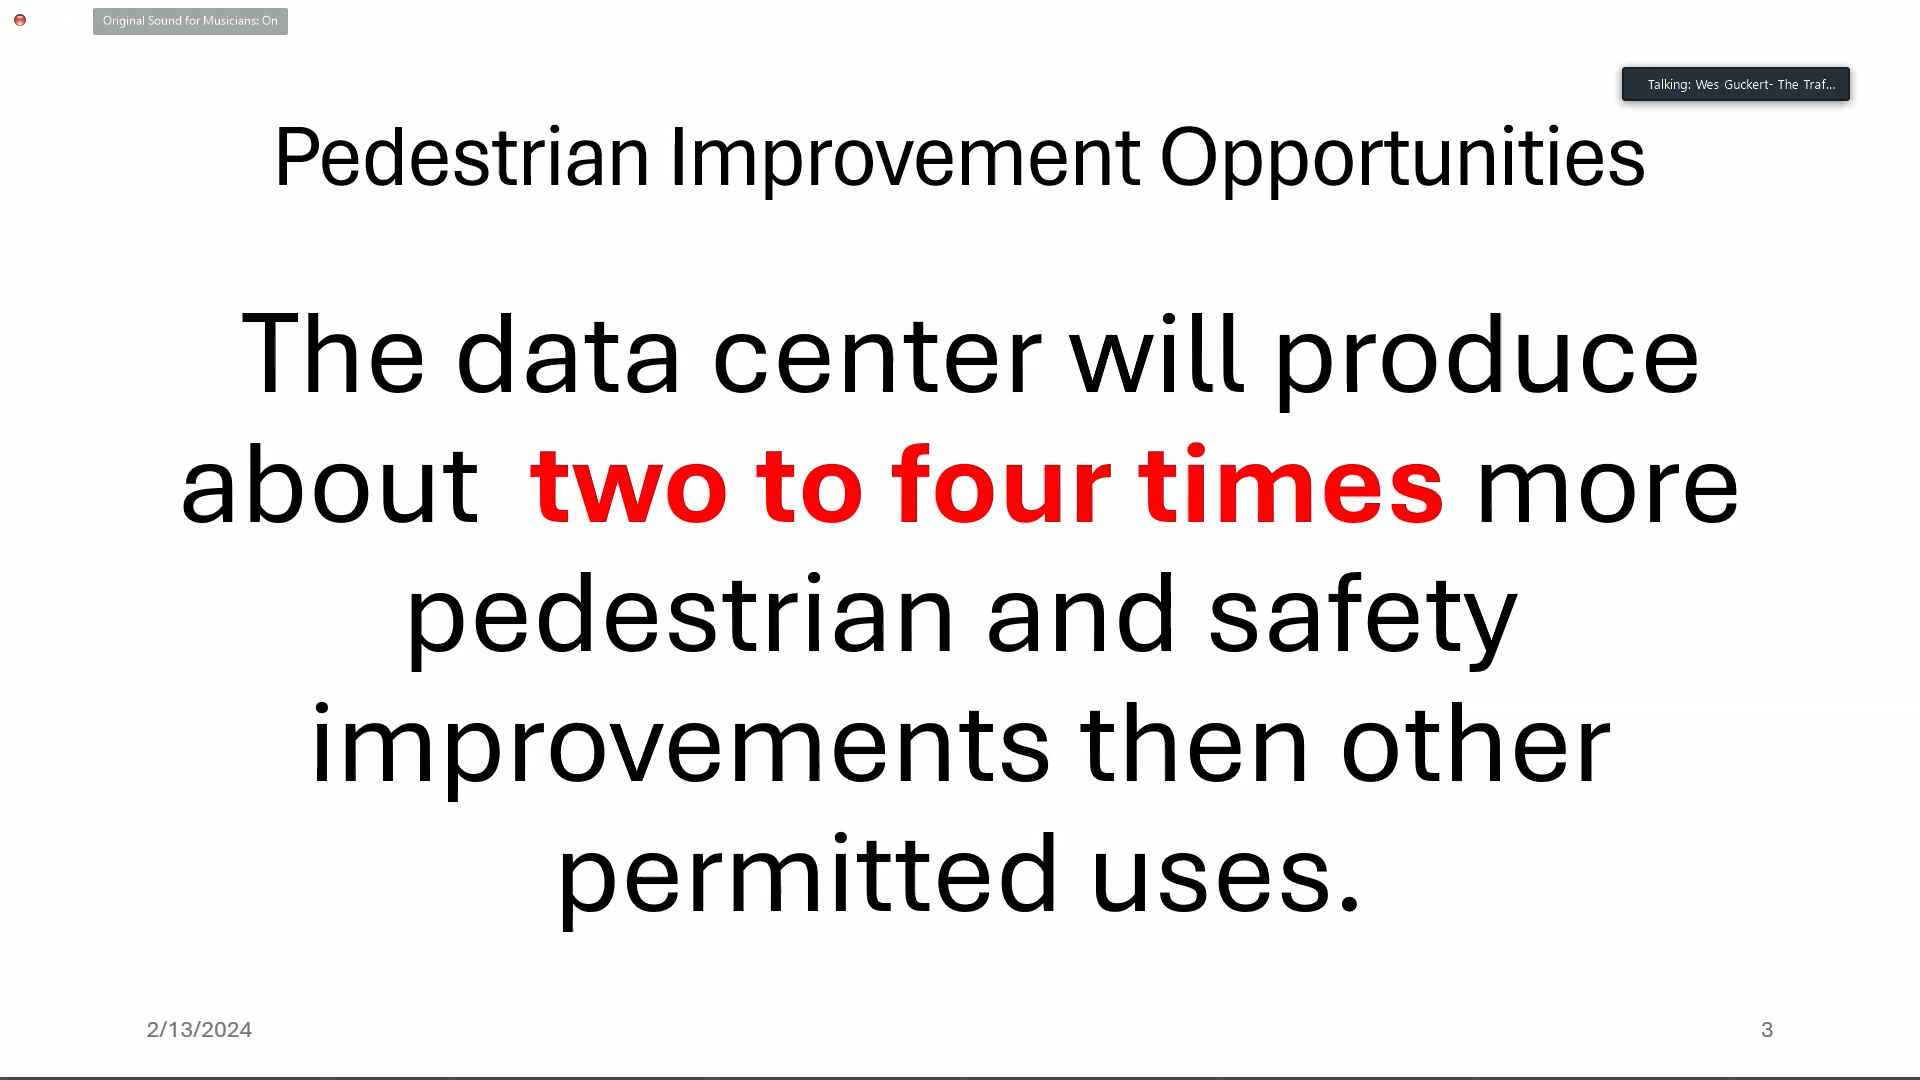 Original Sound for Musicians: On
Talking: Wes Guckert- The Traf...
Pedestrian Improvement Opportunities
The data center will produce
about two to four times more
pedestrian and safety
improvements then other
permitted uses.
2/13/2024
3